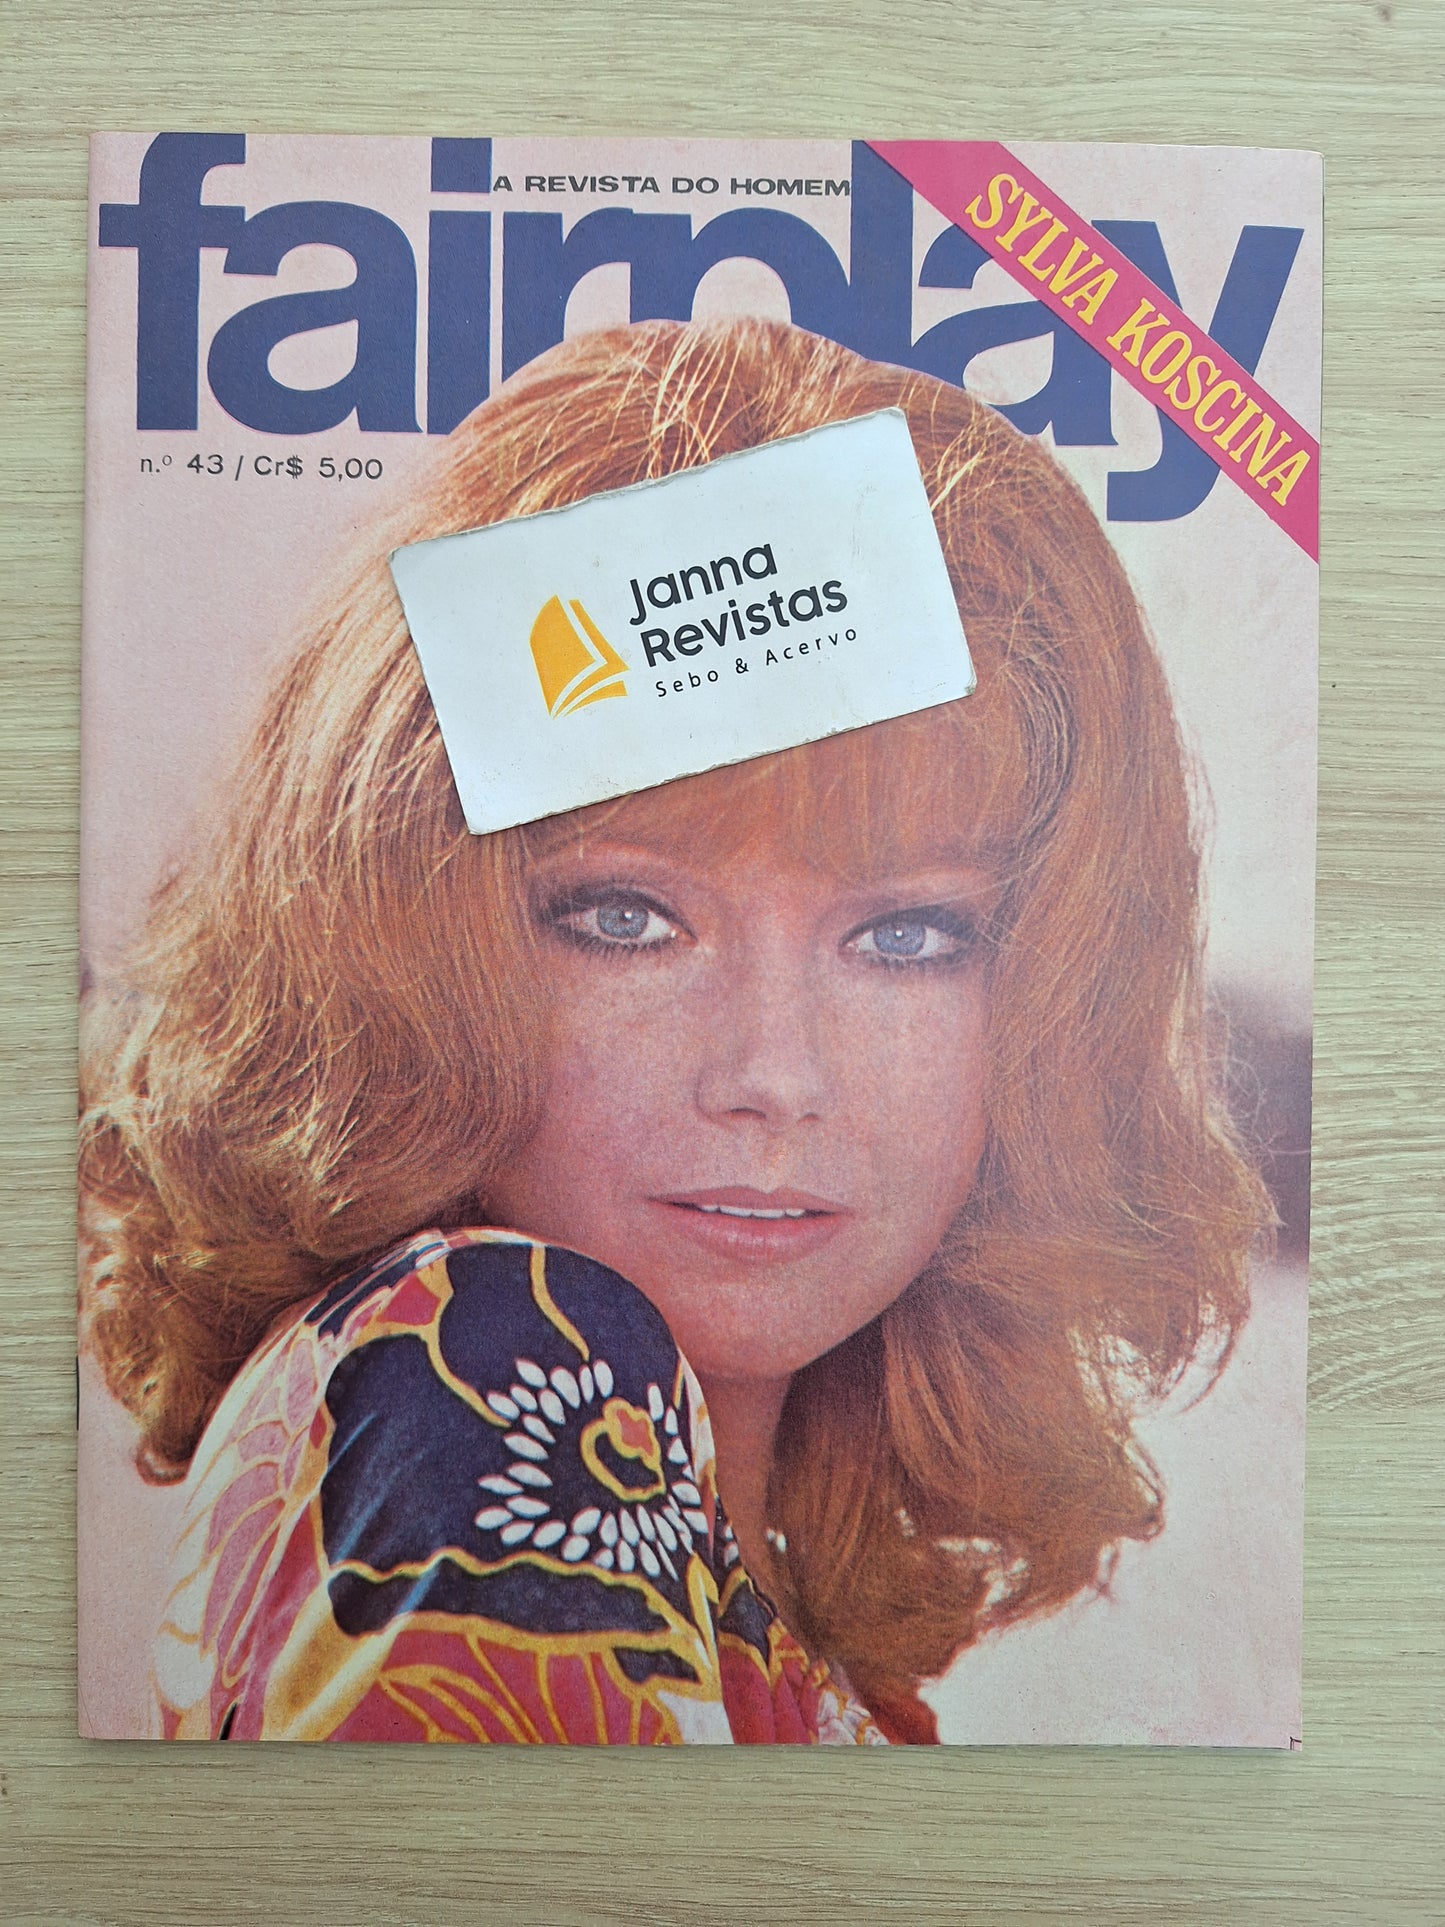 A REVISTA DO HOMEM
fairplay
SYLVA KOSCINA
n.º 43 / Cr$ 5,00
Janna
Revistas
Sebo & Acervo